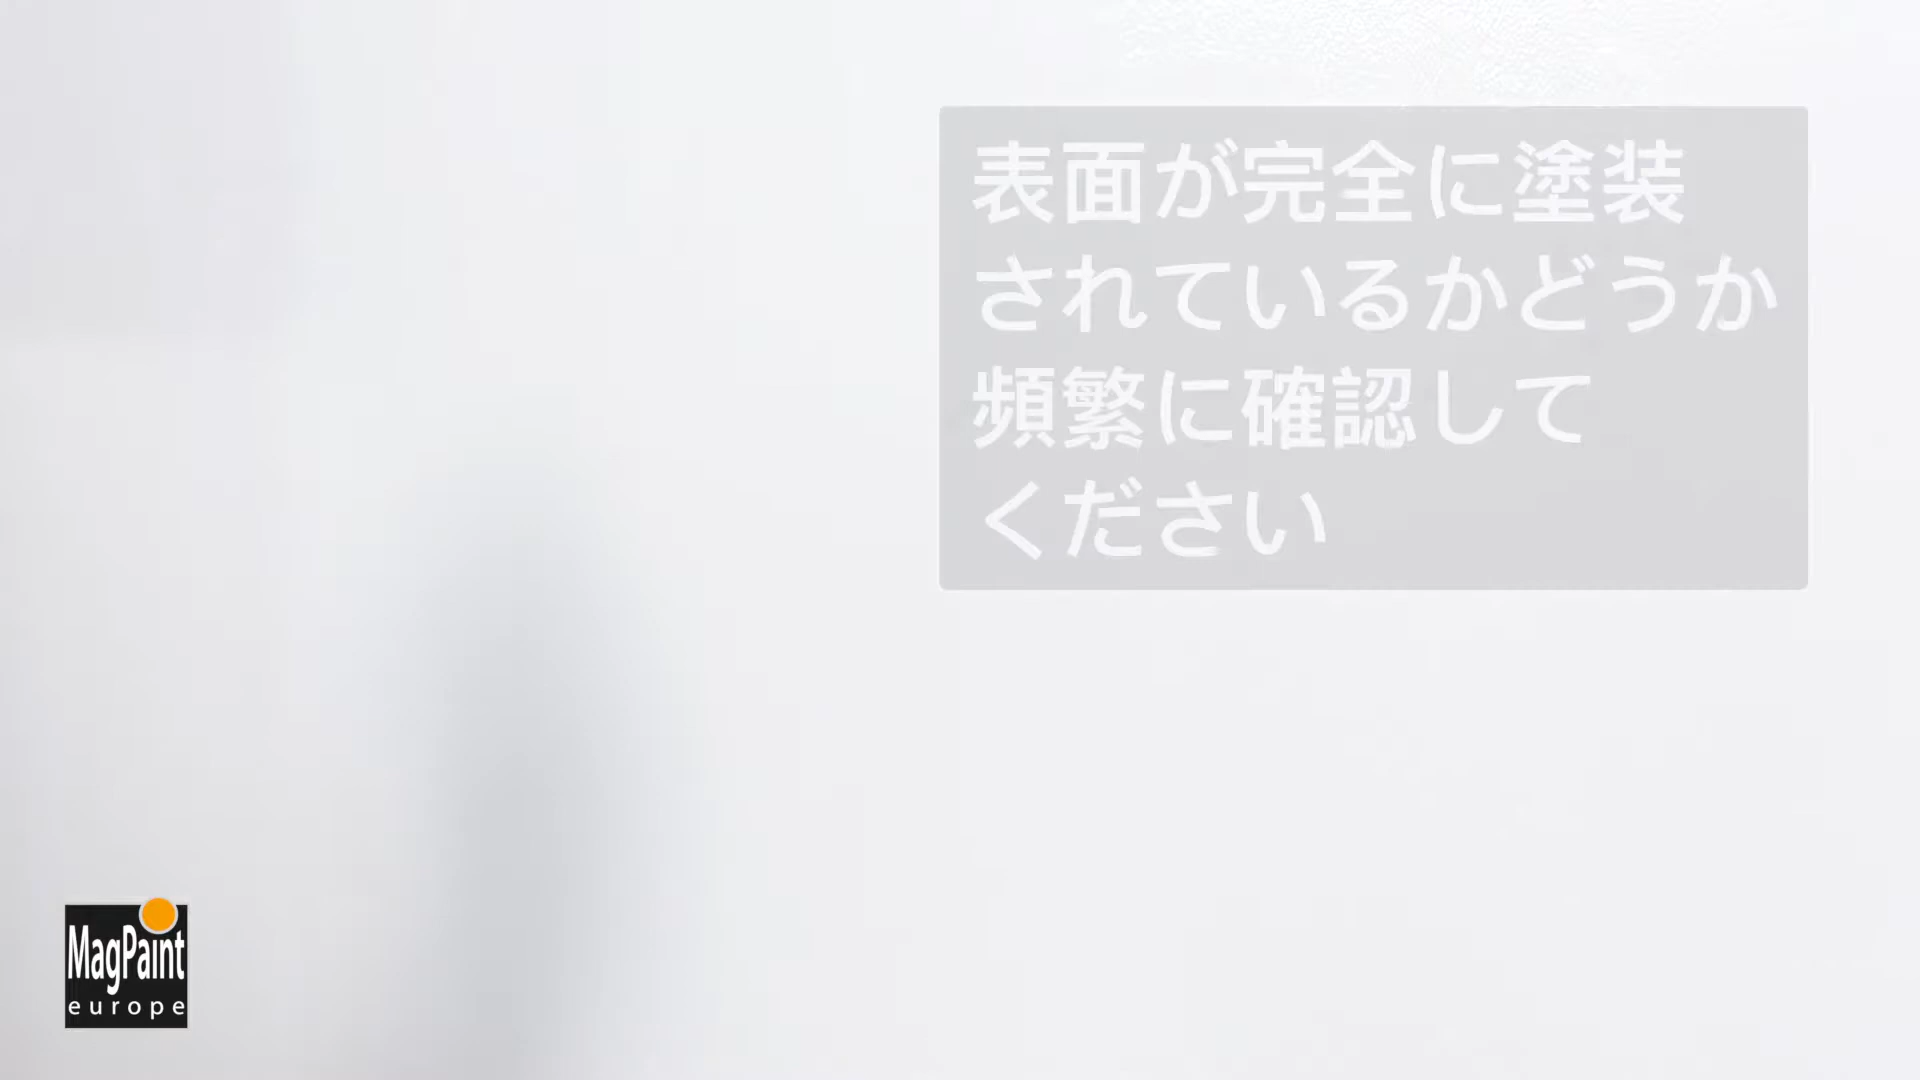 表面が完全に塗装
されているかどうか
頻繁に確認して
ください
MagPaint
europe